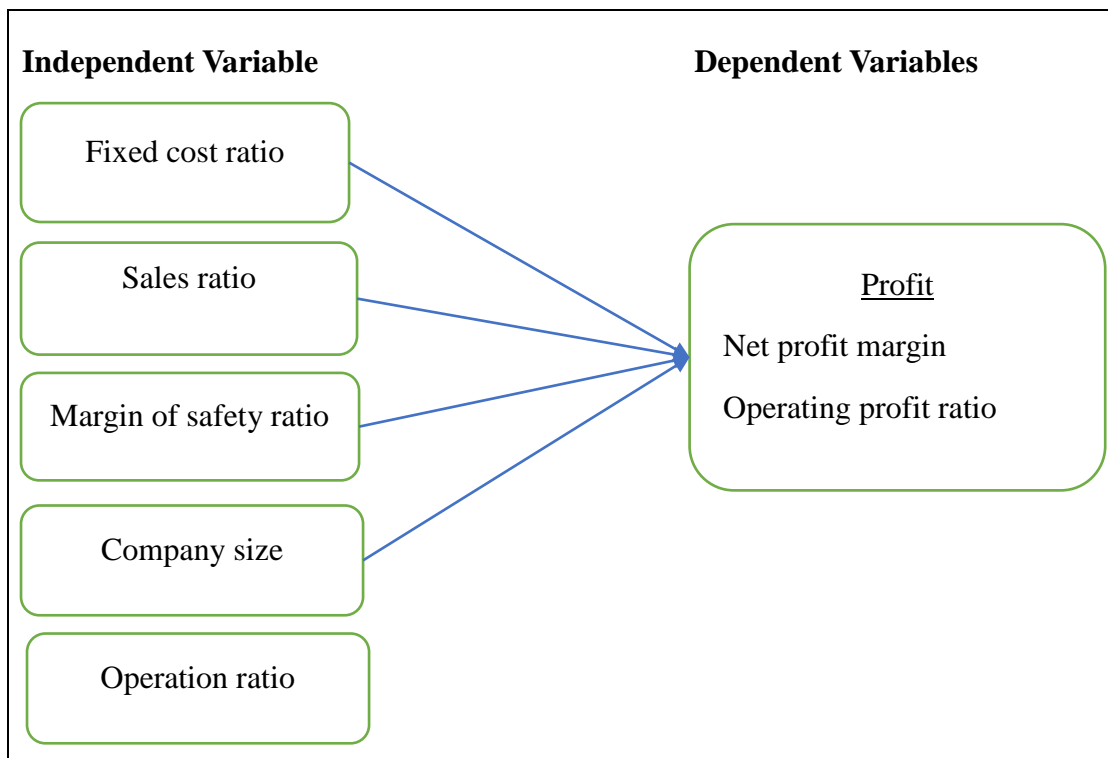 Independent Variable
Dependent Variables
Fixed cost ratio
Sales ratio
Margin of safety ratio
Company size
Operation ratio
Profit
Net profit margin
Operating profit ratio